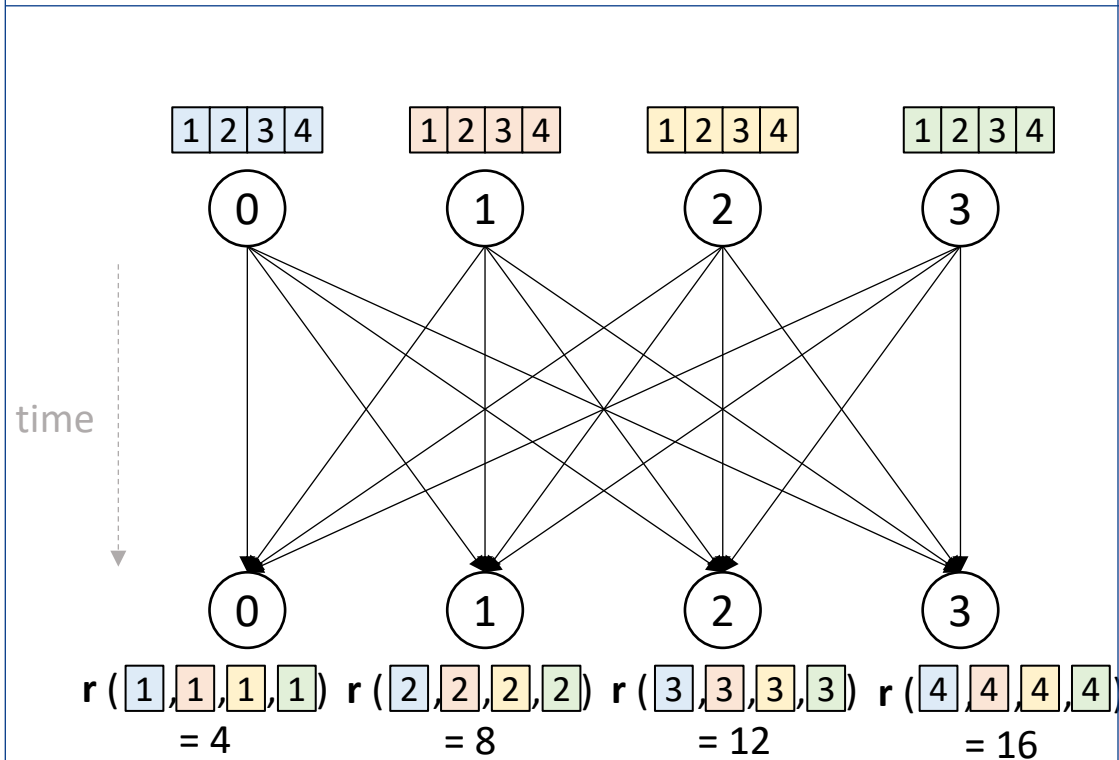 1 2 3 4 1 2 3 4 1 2 3 4 1 2 3 4
0 1 2 3
time
0 1 2 3
r ( 1 , 1 , 1 , 1 ) r ( 2 , 2 , 2 , 2 ) r ( 3 , 3 , 3 , 3 ) r ( 4 , 4 , 4 , 4 )
= 4 = 8 = 12 = 16